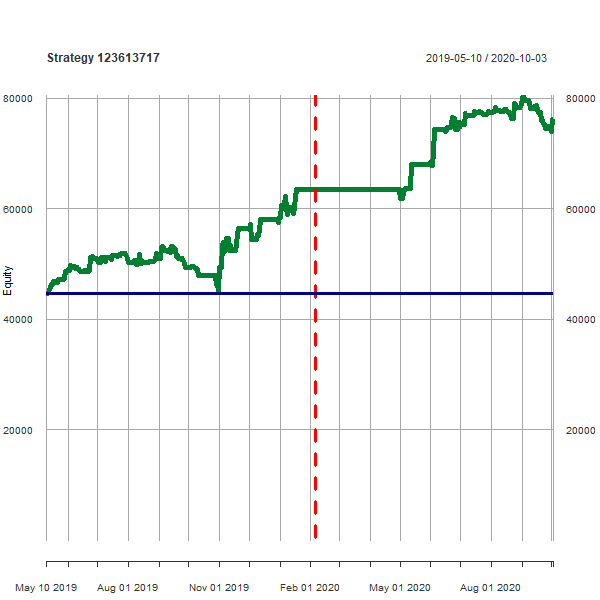 Strategy 123613717
2019-05-10 / 2020-10-03
80000
80000
60000
60000
Equity
40000
40000
20000
20000
May 10 2019
Aug 01 2019
Nov 01 2019
Feb 01 2020
May 01 2020
Aug 01 2020